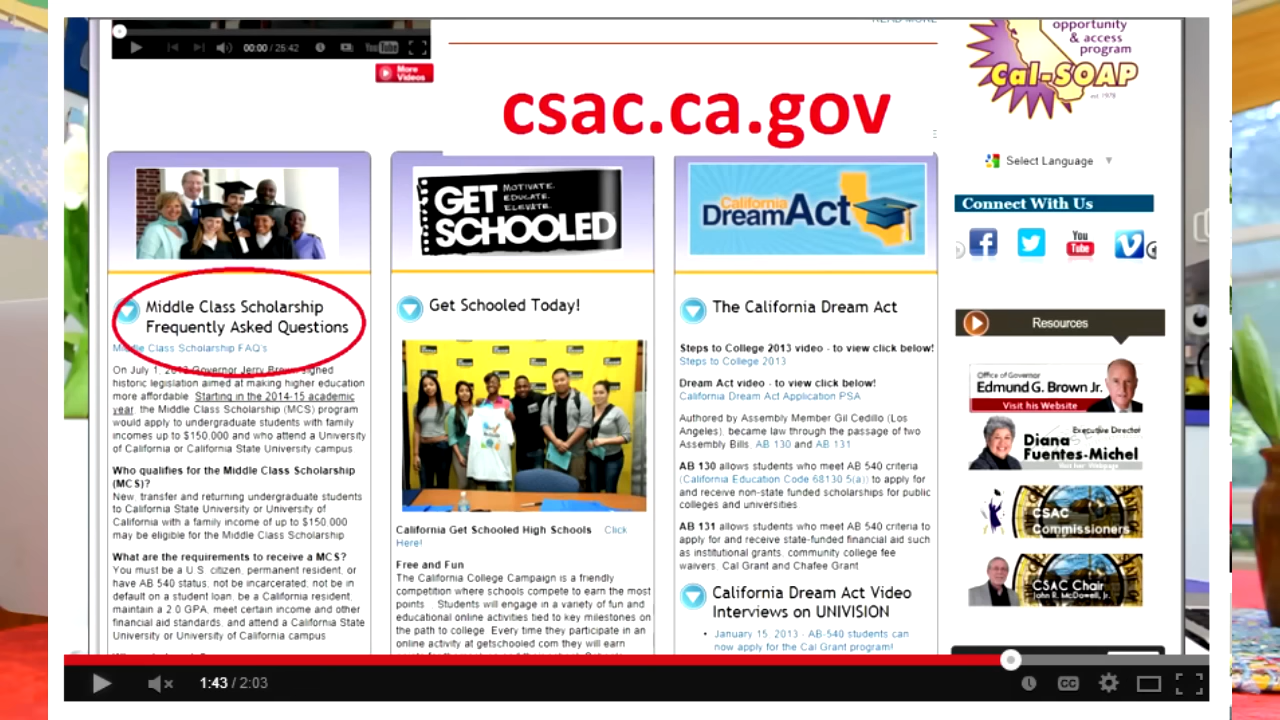 READ MORE
00:00 / 25:42
YouTube
More
Videos
opportunity
& access
program
Cal-SOAP
est. 1978
csac.ca.gov
Select Language
Connect With Us
You
Tube
Resources
Office of Governor
Edmund G. Brown Jr.
Visit his Website
Executive Director
Diana
Fuentes-Michel
Visit her Webpage
CSAC
Commissioners
CSAC Chair
John R. McDowell, Jr.
Middle Class Scholarship
Frequently Asked Questions
Middle Class Scholarship FAQ's
On July 1, 2013 Governor Jerry Brown signed
historic legislation aimed at making higher education
more affordable. Starting in the 2014-15 academic
year, the Middle Class Scholarship (MCS) program
would apply to undergraduate students with family
incomes up to $150,000 and who attend a University
of California or California State University campus
Who qualifies for the Middle Class Scholarship
(MCS)?
New, transfer and returning undergraduate students
to California State University or University of
California with a family income of up to $150,000
may be eligible for the Middle Class Scholarship
What are the requirements to receive a MCS?
You must be a U.S. citizen, permanent resident, or
have AB 540 status, not be incarcerated, not be in
default on a student loan, be a California resident,
maintain a 2.0 GPA, meet certain income and other
financial aid standards, and attend a California State
University or University of California campus
GET
MOTIVATE.
EDUCATE.
ELEVATE.
SCHOOLED
Get Schooled Today!
California Get Schooled High Schools Click
Here!
Free and Fun
The California College Campaign is a friendly
competition where schools compete to earn the most
points. Students will engage in a variety of fun and
educational online activities tied to key milestones on
the path to college. Every time they participate in an
online activity at getschooled.com they will earn
California
DreamAct
The California Dream Act
Steps to College 2013 video - to view click below!
Steps to College 2013
Dream Act video - to view click below!
California Dream Act Application PSA
Authored by Assembly Member Gil Cedillo (Los
Angeles), became law through the passage of two
Assembly Bills, AB 130 and AB 131
AB 130 allows students who meet AB 540 criteria
(California Education Code 68130.5(a)) to apply for
and receive non-state funded scholarships for public
colleges and universities
AB 131 allows students who meet AB 540 criteria to
apply for and receive state-funded financial aid such
as institutional grants, community college fee
waivers, Cal Grant and Chafee Grant
California Dream Act Video
Interviews on UNIVISION
• January 15, 2013 - AB-540 students can
now apply for the Cal Grant program!
1:43 / 2:03
CC